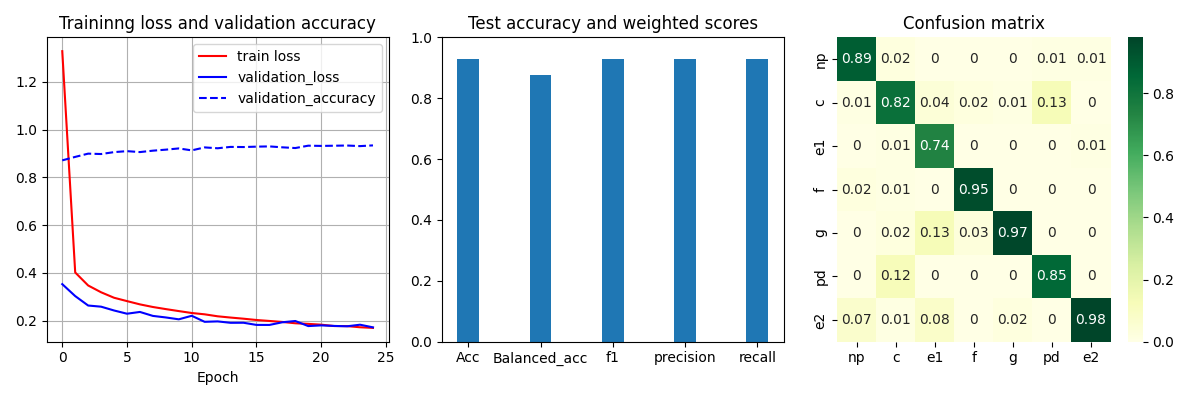 Traininng loss and validation accuracy
train loss
validation_loss
validation_accuracy
1.2
1.0
0.8
0.6
0.4
0.2
0 5 10 15 20 25
Epoch
Test accuracy and weighted scores
1.0
0.8
0.6
0.4
0.2
0.0
Acc Balanced_acc f1 precision recall
Confusion matrix
np 0.89 0.02 0 0 0 0.01 0.01
c 0.01 0.82 0.04 0.02 0.01 0.13 0
e1 0 0.01 0.74 0 0 0 0.01
f 0.02 0.01 0 0.95 0 0 0
g 0 0.02 0.13 0.03 0.97 0 0
pd 0 0.12 0 0 0 0.85 0
e2 0.07 0.01 0.08 0 0.02 0 0.98
np c e1 f g pd e2
0.8
0.6
0.4
0.2
0.0